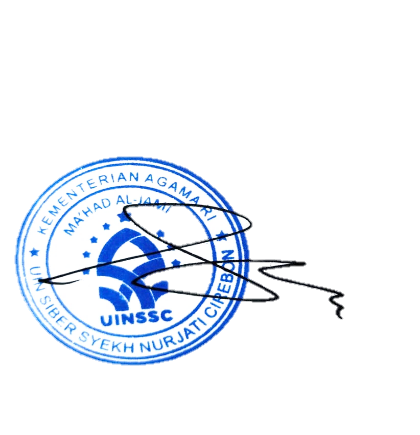 KEMENTERIAN AGAMA RI
MA'HAD AL-JAMI
UINSSC
UIN SIBER SYEKH NURJATI CIREBON